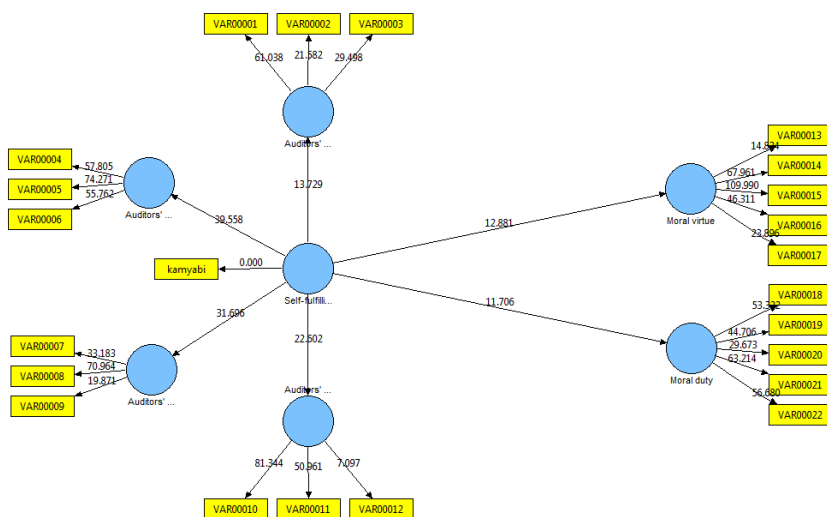 VAR00001
VAR00002
VAR00003
61.038
21.582
29.498
Auditors' ...
VAR00004
VAR00005
VAR00006
57.805
74.271
55.762
Auditors' ...
13.729
39.558
kamyabi
0.000
Self-fulfilli...
12.881
11.706
31.696
22.502
VAR00013
VAR00014
VAR00015
VAR00016
VAR00017
14.824
67.961
109.990
46.311
23.896
Moral virtue
VAR00018
VAR00019
VAR00020
VAR00021
VAR00022
53.322
44.706
29.673
63.214
56.680
Moral duty
VAR00007
VAR00008
VAR00009
33.183
70.964
19.871
Auditors' ...
Auditors' ...
81.344
50.961
7.097
VAR00010
VAR00011
VAR00012